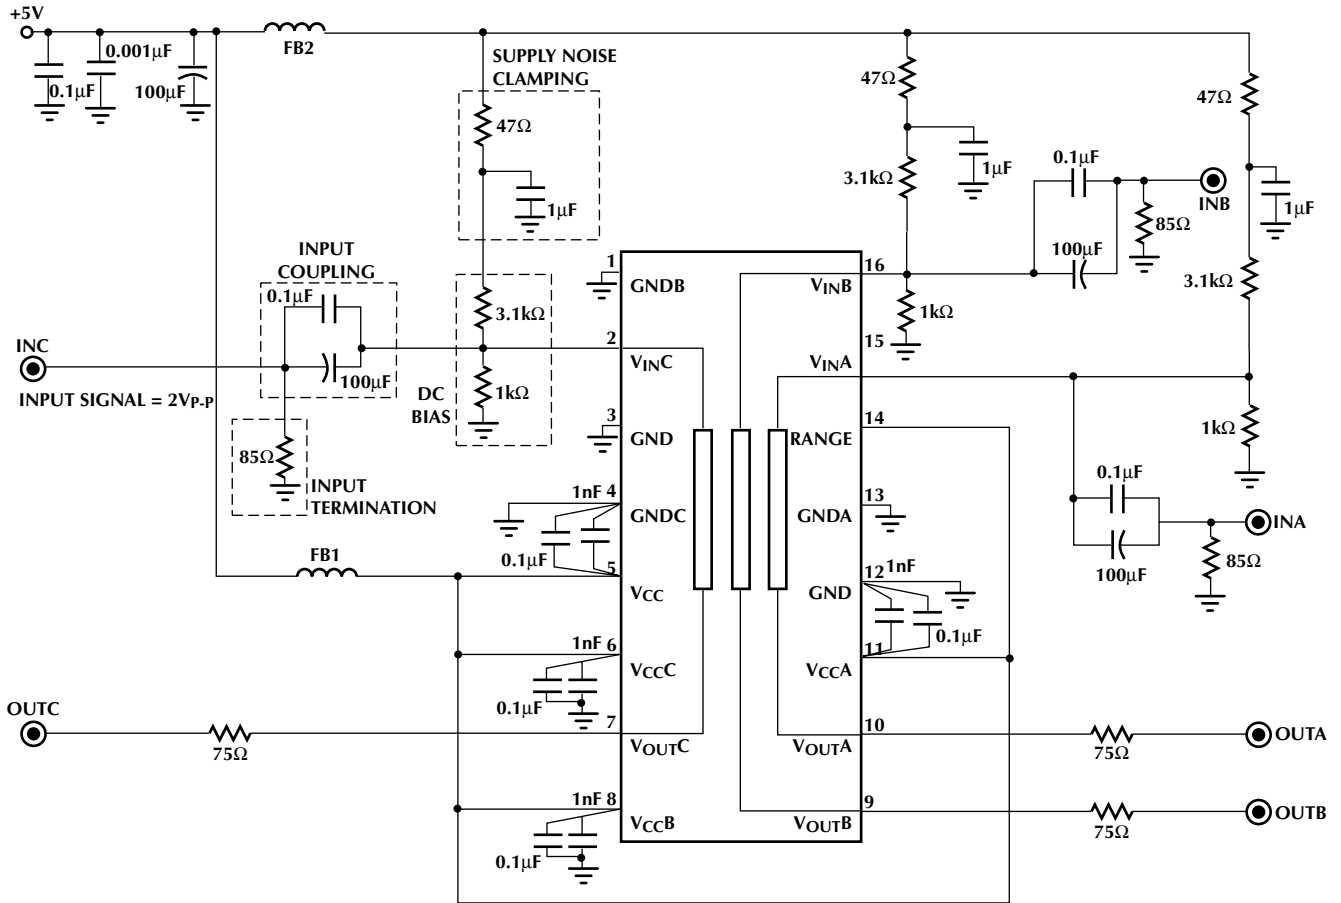 +5V
0.1µF
0.001µF
100µF
FB2
SUPPLY NOISE
CLAMPING
47Ω
1µF
47Ω
1µF
3.1kΩ
47Ω
1µF
3.1kΩ
0.1µF
100µF
85Ω
INB
INPUT
COUPLING
0.1µF
100µF
3.1kΩ
1kΩ
DC
BIAS
INC
INPUT SIGNAL = 2VP-P
85Ω
INPUT
TERMINATION
1
GNDB
2
VINC
3
GND
1nF 4
GNDC
0.1µF
FB1
5
VCC
1nF 6
VCCC
0.1µF
OUTC
75Ω
7
VOUTC
1nF 8
VCCB
0.1µF
16
VINB
1kΩ
15
VINA
14
RANGE
13
GNDA
12
1nF
GND
0.1µF
11
VCCA
10
VOUTA
75Ω
OUTA
9
VOUTB
75Ω
OUTB
1kΩ
0.1µF
100µF
85Ω
INA